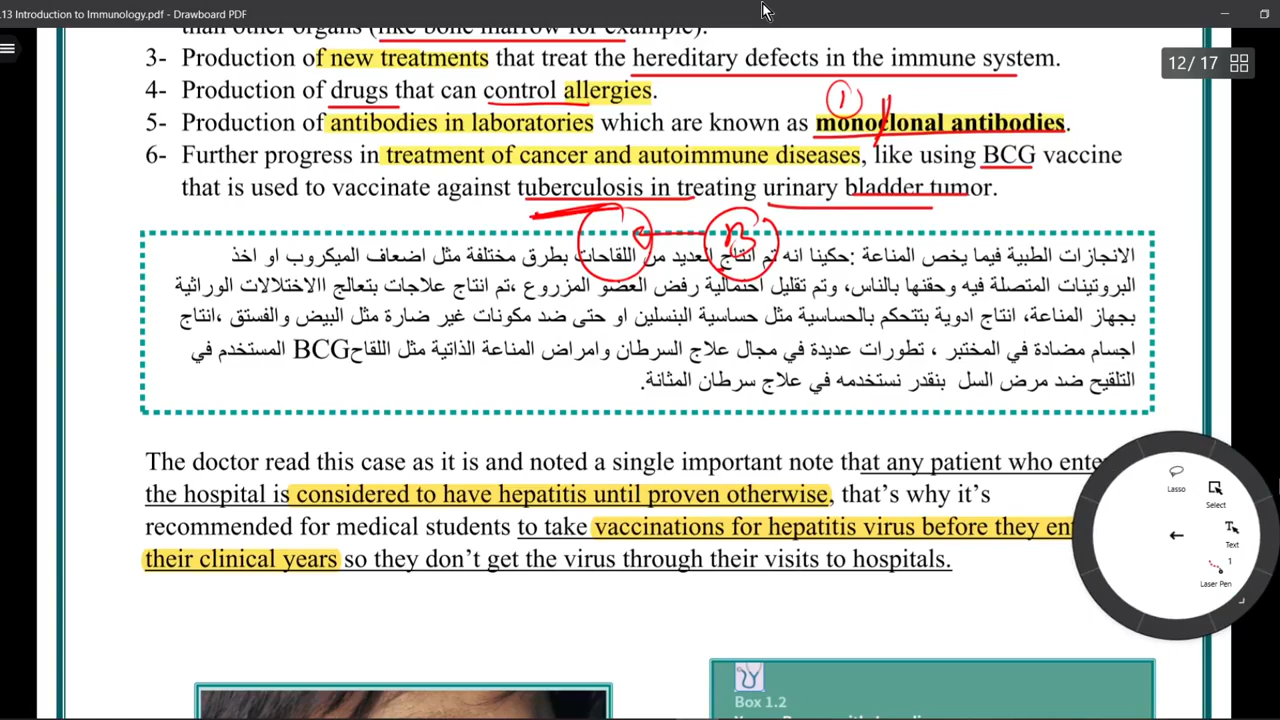 .13 Introduction to Immunology.pdf - Drawboard PDF
than other organs (like bone marrow for example).
12 / 17
3- Production of new treatments that treat the hereditary defects in the immune system.
4- Production of drugs that can control allergies.
1
5- Production of antibodies in laboratories which are known as monoclonal antibodies.
6- Further progress in treatment of cancer and autoimmune diseases, like using BCG vaccine
that is used to vaccinate against tuberculosis in treating urinary bladder tumor.
B
الانجازات الطبية فيما يخص المناعة :حكينا انه تم انتاج العديد من اللقاحات بطرق مختلفة مثل اضعاف الميكروب او اخذ
البروتينات المتصلة فيه وحقنها بالناس، وتم تقليل احتمالية رفض العضو المزروع ،تم انتاج علاجات بتعالج الاختلالات الوراثية
بجهاز المناعة، انتاج ادوية بتتحكم بالحساسية مثل حساسية البنسلين او حتى ضد مكونات غير ضارة مثل البيض والفستق ،انتاج
اجسام مضادة في المختبر ، تطورات عديدة في مجال علاج السرطان وامراض المناعة الذاتية مثل اللقاحBCG المستخدم في
التلقيح ضد مرض السل بنقدر نستخدمه في علاج سرطان المثانة.
The doctor read this case as it is and noted a single important note that any patient who ente
the hospital is considered to have hepatitis until proven otherwise, that’s why it’s
recommended for medical students to take vaccinations for hepatitis virus before they en
their clinical years so they don’t get the virus through their visits to hospitals.
Lasso
Select
Text
1
Laser Pen
Box 1.2